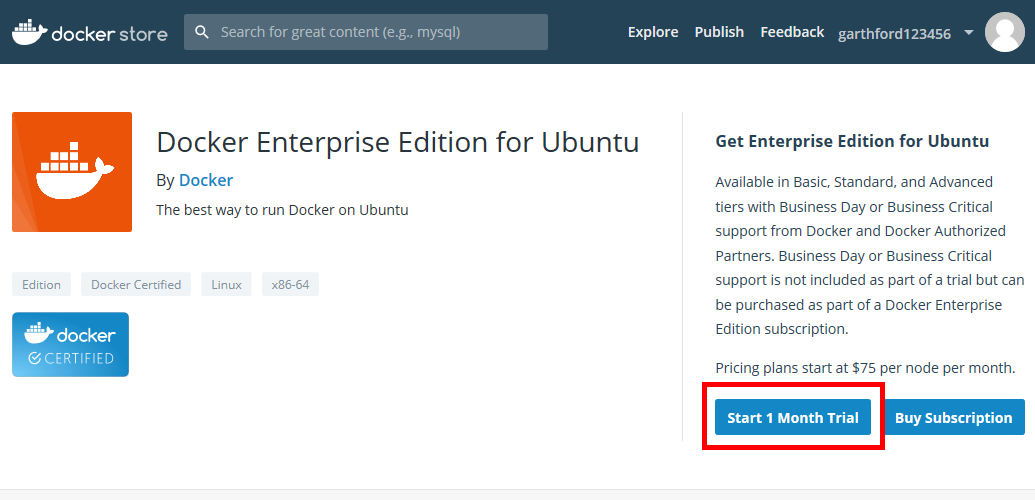 docker store
Search for great content (e.g., mysql)
Explore Publish Feedback garthford123456
Docker Enterprise Edition for Ubuntu
By Docker
The best way to run Docker on Ubuntu
Edition Docker Certified Linux x86-64
docker
CERTIFIED
Get Enterprise Edition for Ubuntu
Available in Basic, Standard, and Advanced
tiers with Business Day or Business Critical
support from Docker and Docker Authorized
Partners. Business Day or Business Critical
support is not included as part of a trial but can
be purchased as part of a Docker Enterprise
Edition subscription.
Pricing plans start at $75 per node per month.
Start 1 Month Trial Buy Subscription